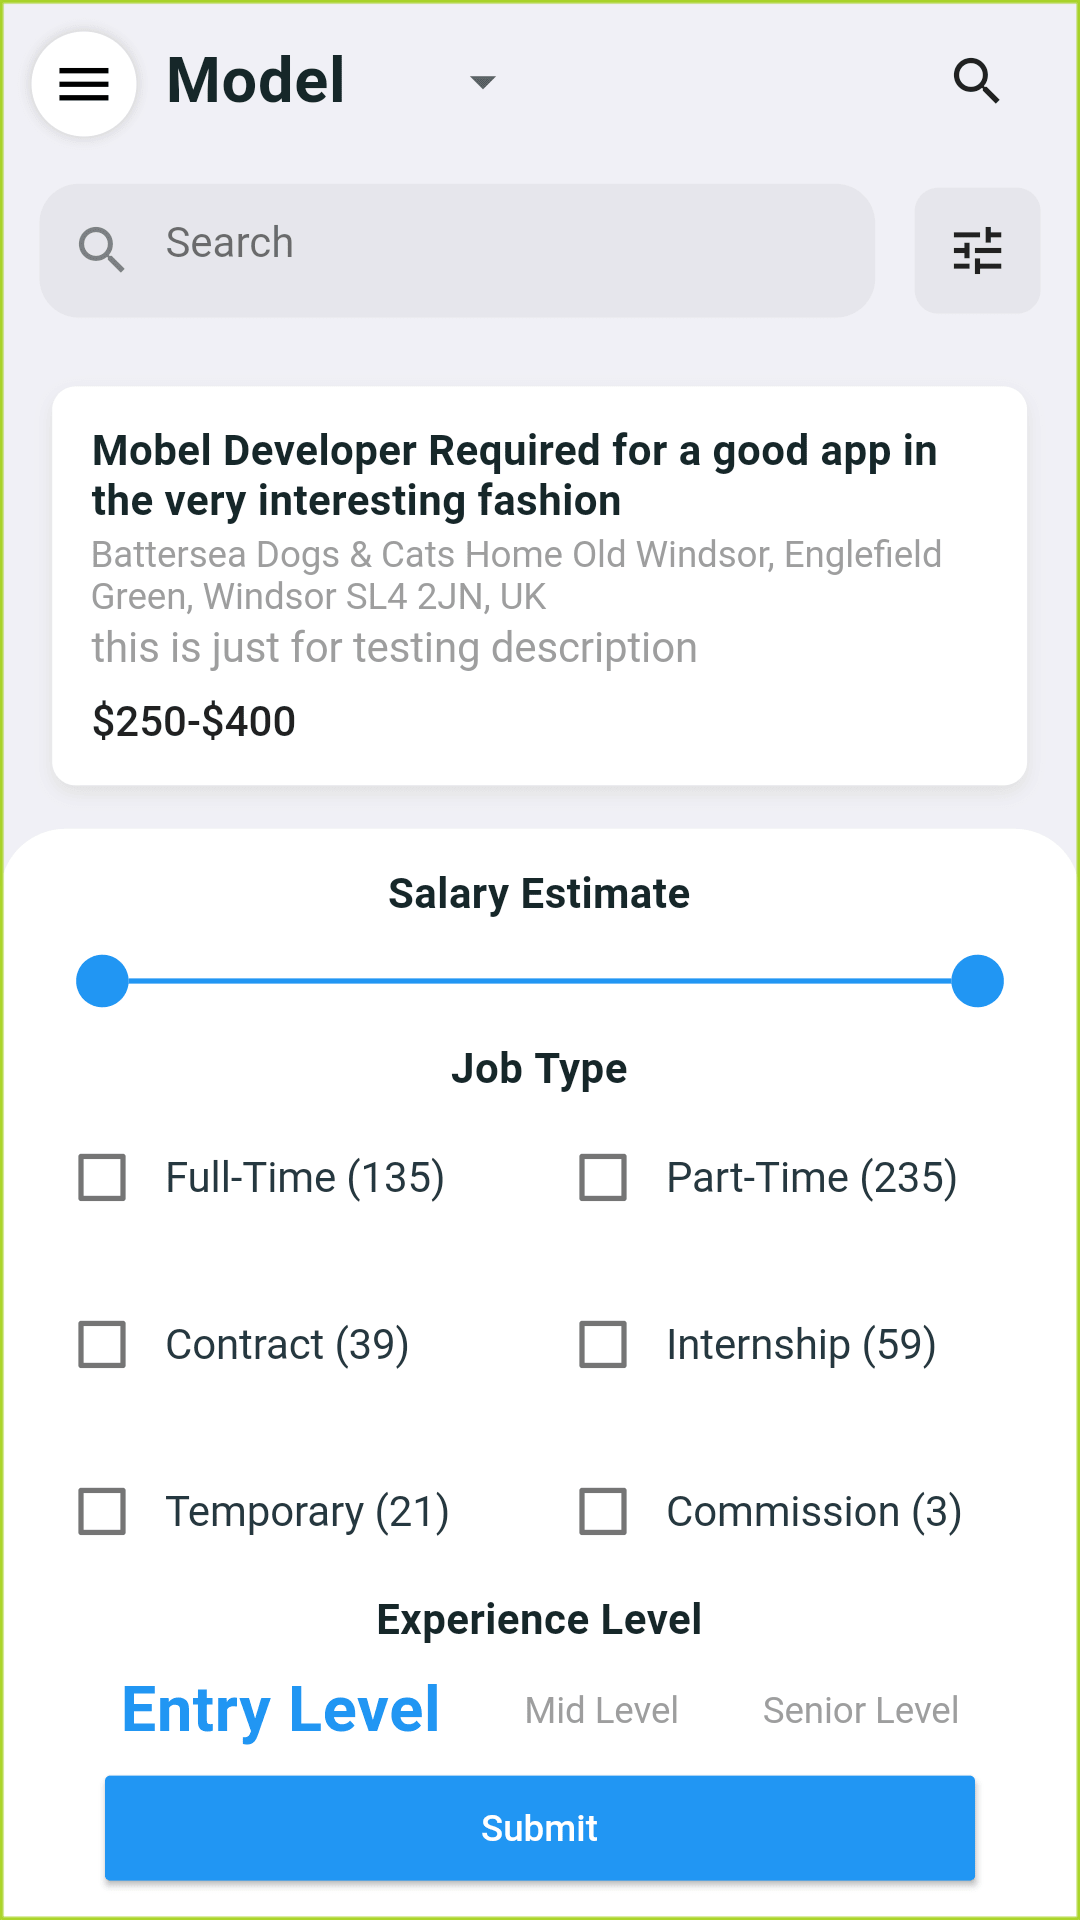 Model
Search
Mobel Developer Required for a good app in
the very interesting fashion
Battersea Dogs & Cats Home Old Windsor, Englefield
Green, Windsor SL4 2JN, UK
this is just for testing description
$250-$400
Salary Estimate
Job Type
Full-Time (135)
Part-Time (235)
Contract (39)
Internship (59)
Temporary (21)
Commission (3)
Experience Level
Entry Level
Mid Level
Senior Level
Submit